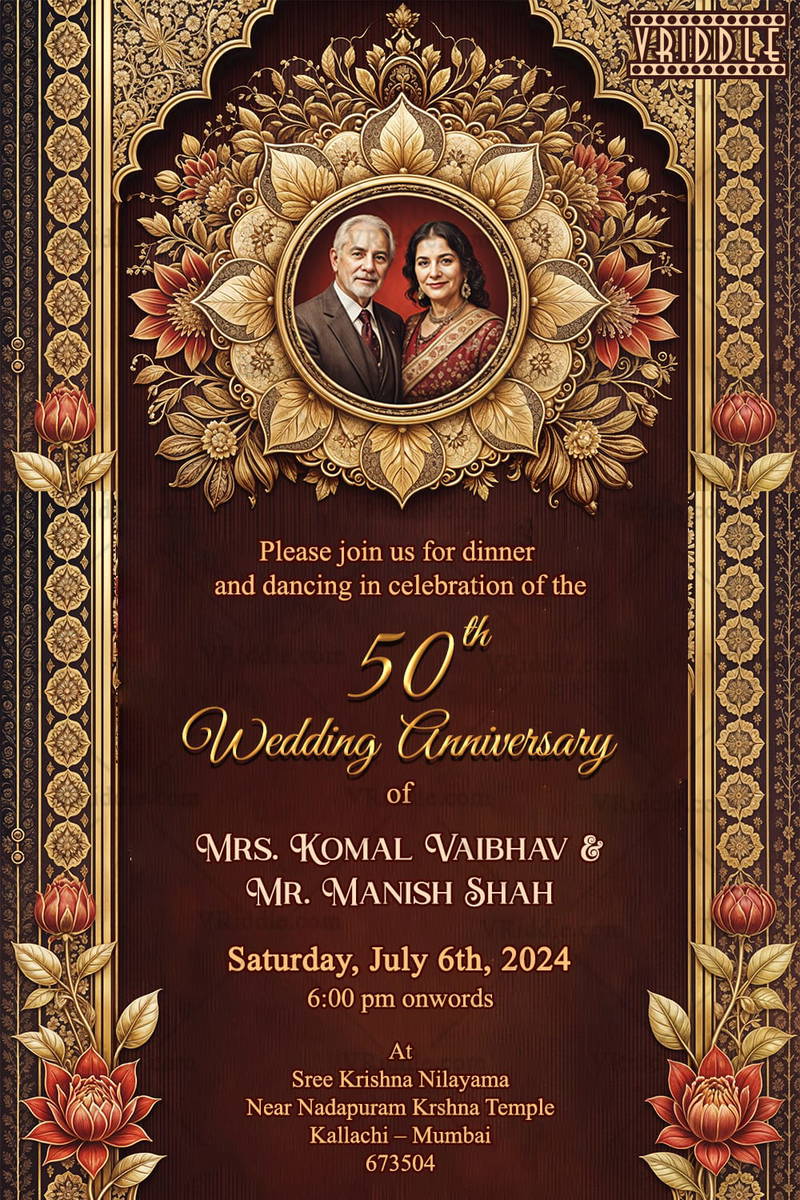 VRIDDLE
Please join us for dinner
and dancing in celebration of the
50th
Wedding Anniversary
of
Mrs. Komal Vaibhav &
Mr. Manish Shah
Saturday, July 6th, 2024
6:00 pm onwords
At
Sree Krishna Nilayama
Near Nadapuram Krshna Temple
Kallachi – Mumbai
673504
VRiddle.com